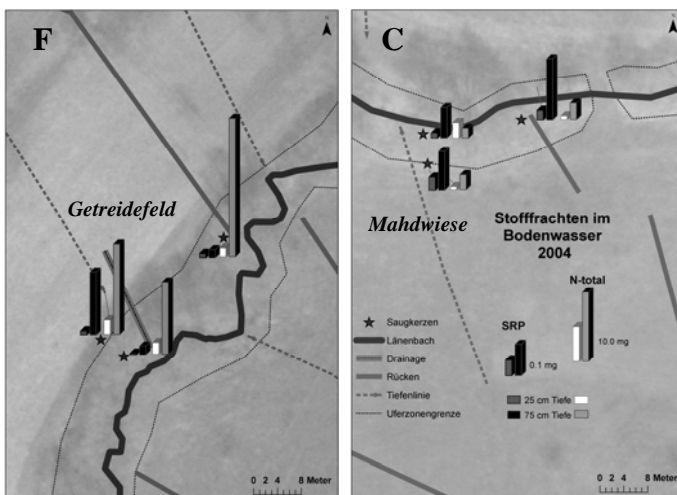 F
N
Getreidefeld
0 2 4 8 Meter
C
N
Mahdwiese
Stofffrachten im
Bodenwasser
2004
N-total
SRP
10.0 mg
0.1 mg
Saugkerzen
Länenbach
Drainage
Rücken
Tiefenlinie
Uferzonengrenze
25 cm Tiefe
75 cm Tiefe
0 2 4 8 Meter